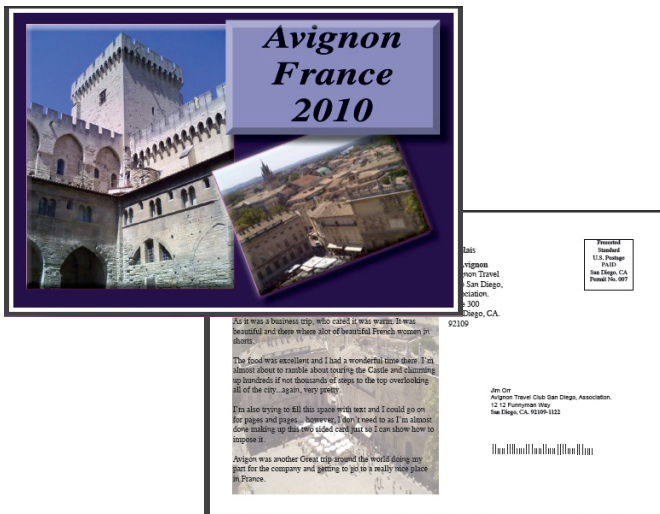 Avignon
France
2010
lais
vignon
non Travel
San Diego,
ciation.
300
Diego, CA.
92109
Presorted
Standard
U.S. Postage
PAID
San Diego, CA
Permit No. 007
As it was a business trip, who cared it was warm. It was
beautiful and there where alot of beautiful French women in
shorts.
The food was excellent and I had a wonderful time there. I'm
almost about to ramble about touring the Castle and climming
up hundreds if not thousands of steps to the top overlooking
all of the city...again, very pretty.
I'm also trying to fill this space with text and I could go on
for pages and pages... however, I don't need to as I'm almost
done making up this two sided card just so I can show how to
impose it.
Avigon was another Great trip around the world doing my
part for the company and getting to go to a really nice place
in France.
Jim Orr
Avignon Travel Club San Diego, Association.
12 12 Funnyman Way
San Diego, CA. 92109-1122